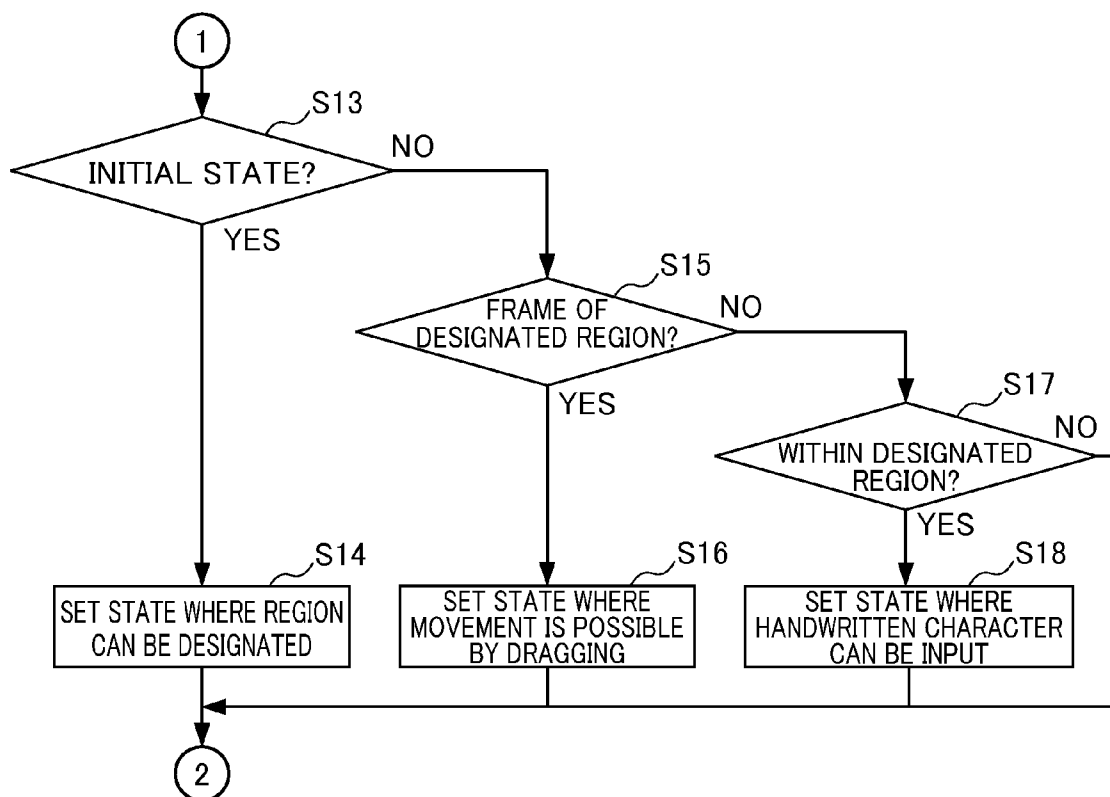 1
S13
INITIAL STATE?
NO
YES
S15
FRAME OF
DESIGNATED REGION?
NO
YES
S17
WITHIN DESIGNATED
REGION?
NO
YES
S14
SET STATE WHERE REGION
CAN BE DESIGNATED
S16
SET STATE WHERE
MOVEMENT IS POSSIBLE
BY DRAGGING
S18
SET STATE WHERE
HANDWRITTEN CHARACTER
CAN BE INPUT
2